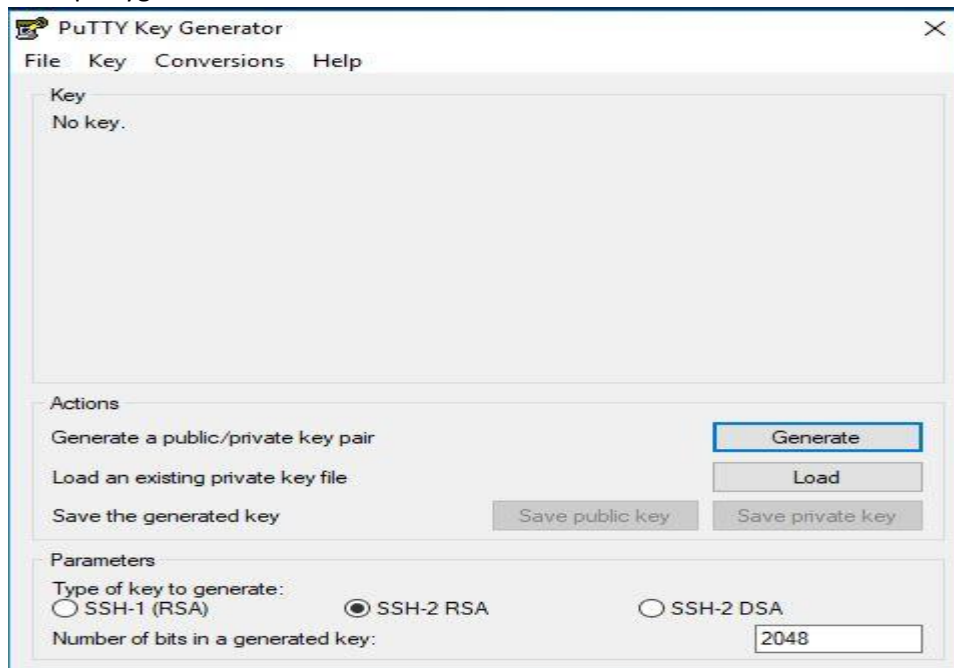 PuTTY Key Generator
File Key Conversions Help
Key
No key.
Actions
Generate a public/private key pair Generate
Load an existing private key file Load
Save the generated key Save public key Save private key
Parameters
Type of key to generate:
SSH-1 (RSA) SSH-2 RSA SSH-2 DSA
Number of bits in a generated key: 2048